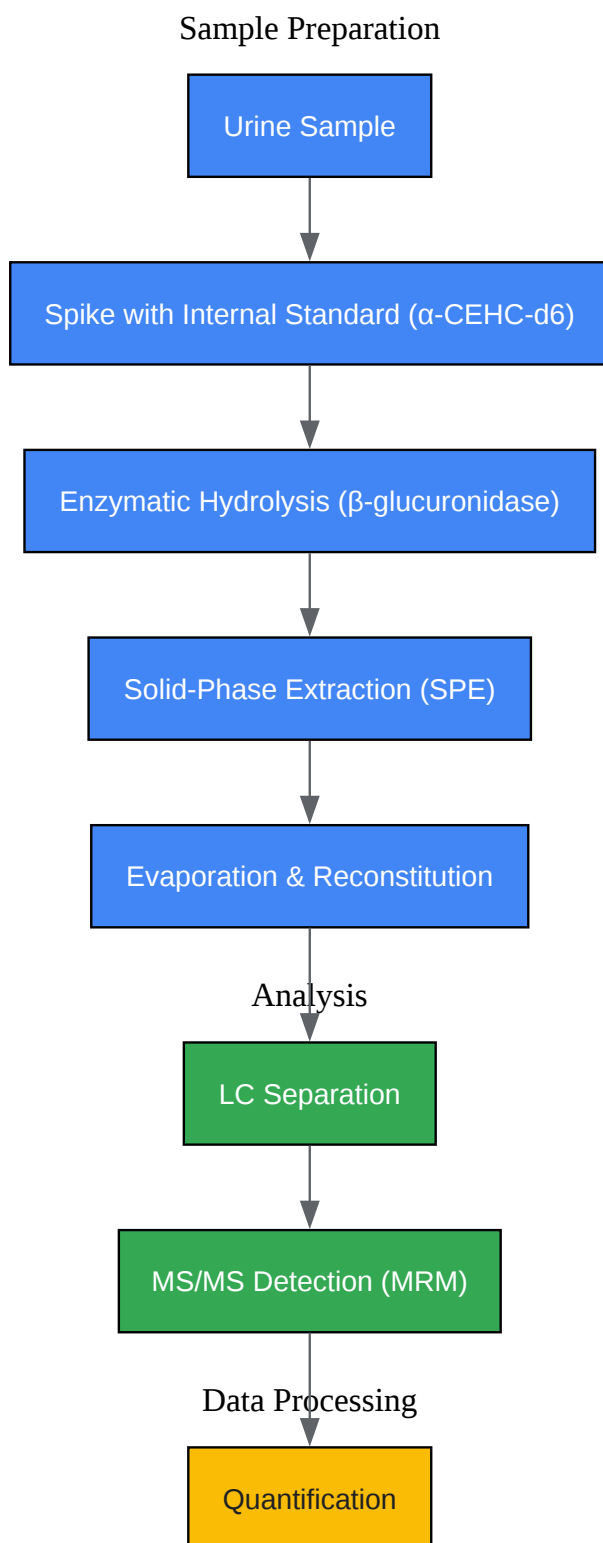 Sample Preparation
Urine Sample
Spike with Internal Standard (α-CEHC-d6)
Enzymatic Hydrolysis (β-glucuronidase)
Solid-Phase Extraction (SPE)
Evaporation & Reconstitution
Analysis
LC Separation
MS/MS Detection (MRM)
Data Processing
Quantification